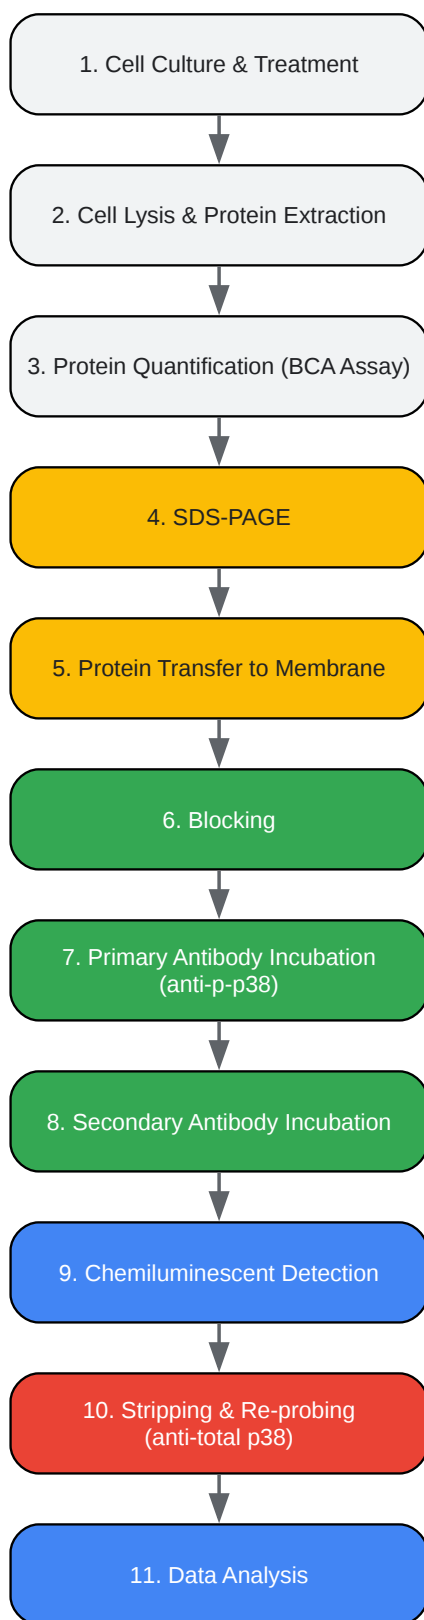 1. Cell Culture & Treatment
2. Cell Lysis & Protein Extraction
3. Protein Quantification (BCA Assay)
4. SDS-PAGE
5. Protein Transfer to Membrane
6. Blocking
7. Primary Antibody Incubation
(anti-p-p38)
8. Secondary Antibody Incubation
9. Chemiluminescent Detection
10. Stripping & Re-probing
(anti-total p38)
11. Data Analysis